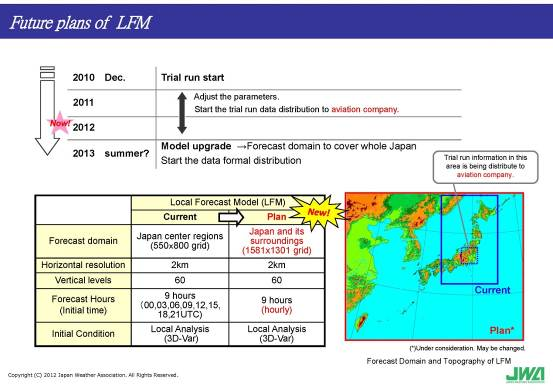 Future plans of LFM
2010 Dec. Trial run start
2011 Adjust the parameters.
Start the trial run data distribution to aviation company.
Now!
2012
2013 summer? Model upgrade →Forecast domain to cover whole Japan
Start the data formal distribution
Trial run information in this
area is being distribute to
aviation company.
Local Forecast Model (LFM)
Current Plan
New!
Forecast domain
Japan center regions
(550x800 grid)
Japan and its
surroundings
(1581x1301 grid)
Horizontal resolution 2km 2km
Vertical levels 60 60
Forecast Hours
(Initial time)
9 hours
(00,03,06,09,12,15,
18,21UTC)
9 hours
(hourly)
Initial Condition
Local Analysis
(3D-Var)
Local Analysis
(3D-Var)
Current
Plan*
(*)Under consideration. May be changed.
Forecast Domain and Topography of LFM
Copyright (C) 2012 Japan Weather Association. All Rights Reserved.
JWA